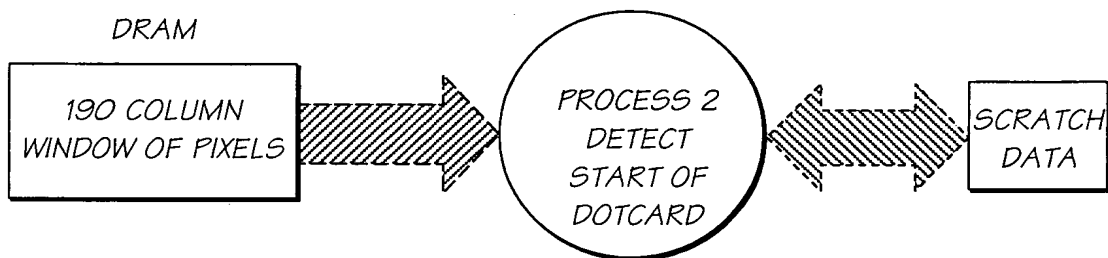 DRAM
190 COLUMN
WINDOW OF PIXELS
PROCESS 2
DETECT
START OF
DOTCARD
SCRATCH
DATA